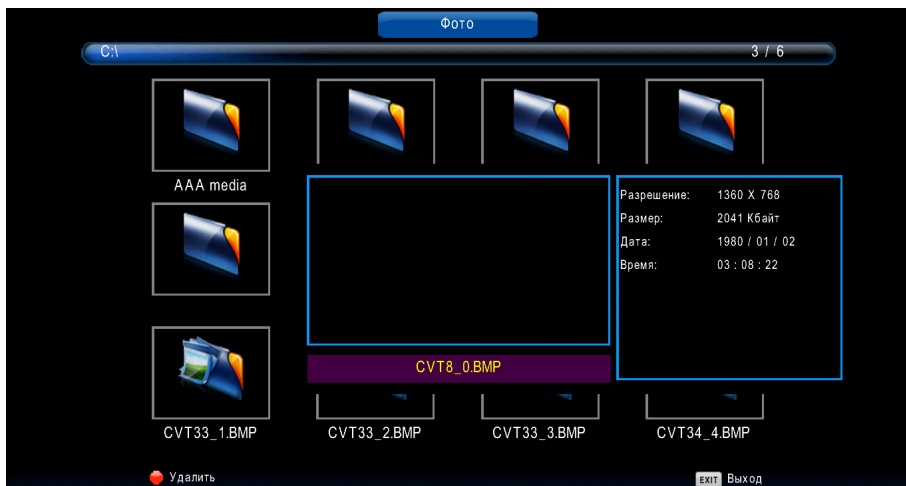 Фото
C:\ 3 / 6
AAA media
Разрешение: 1360 X 768
Размер: 2041 Кбайт
Дата: 1980 / 01 / 02
Время: 03 : 08 : 22
CVT8_0.BMP
CVT33_1.BMP CVT33_2.BMP CVT33_3.BMP CVT34_4.BMP
Удалить EXIT Выход